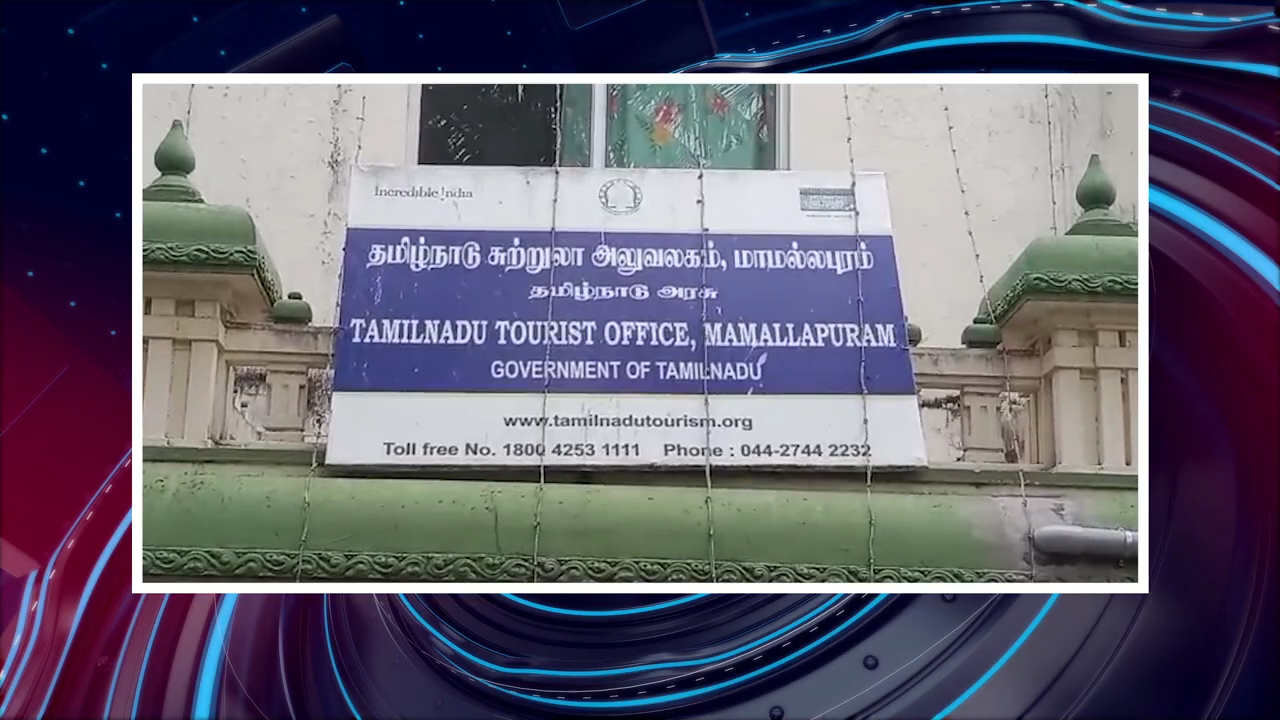 Incredible!ndia
தமிழ்நாடு சுற்றுலா அலுவலகம், மாமல்லபுரம்
தமிழ்நாடு அரசு
TAMILNADU TOURIST OFFICE, MAMALLAPURAM
GOVERNMENT OF TAMILNADU
www.tamilnadutourism.org
Toll free No. 1800 4253 1111 Phone : 044-2744 2232